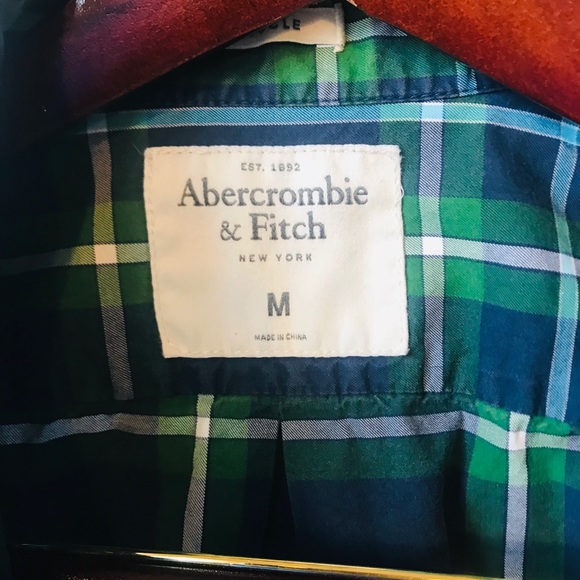 EST. 1892
Abercrombie
& Fitch
NEW YORK
M
MADE IN CHINA